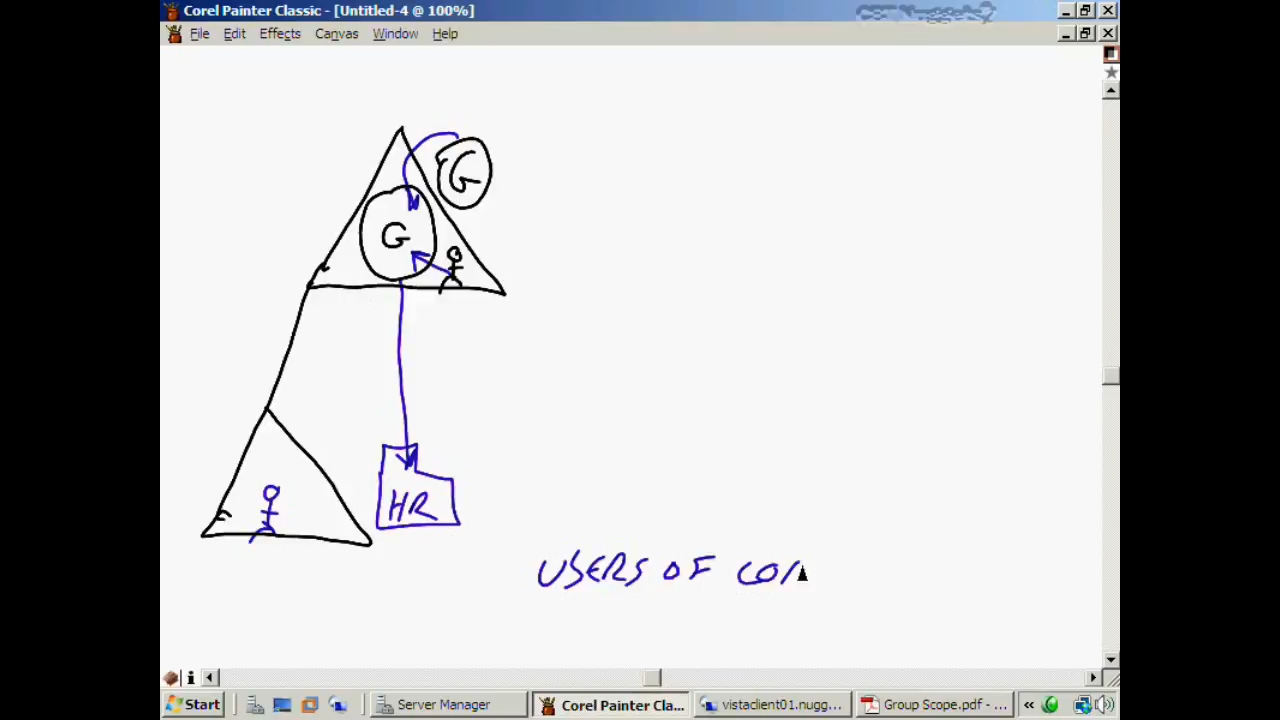 Corel Painter Classic - [Untitled-4 @ 100%]
File Edit Effects Canvas Window Help
G
G
HR
USERS OF
Start Server Manager Corel Painter Cla... vistaclient01.nugg... Group Scope.pdf - ...